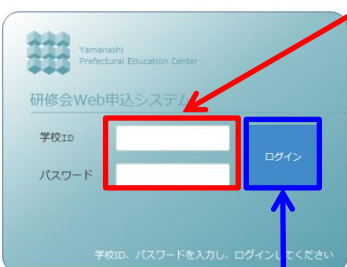 Yamanashi
Prefectural Education Center
研修会Web申込システム
学校ID
ログイン
パスワード
学校ID、パスワードを入力し、ログインしてください